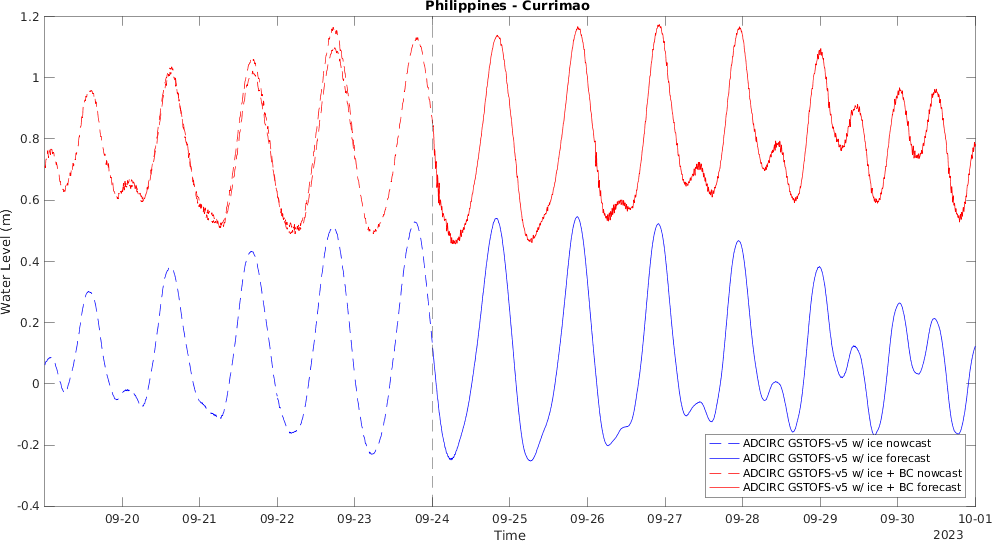 Philippines - Currimao
1.2
1
0.8
0.6
0.4
0.2
0
-0.2
-0.4
Water Level (m)
ADCIRC GSTOFS-v5 w/ ice nowcast
ADCIRC GSTOFS-v5 w/ ice forecast
ADCIRC GSTOFS-v5 w/ ice + BC nowcast
ADCIRC GSTOFS-v5 w/ ice + BC forecast
09-20 09-21 09-22 09-23 09-24 09-25 09-26 09-27 09-28 09-29 09-30 10-01
Time
2023